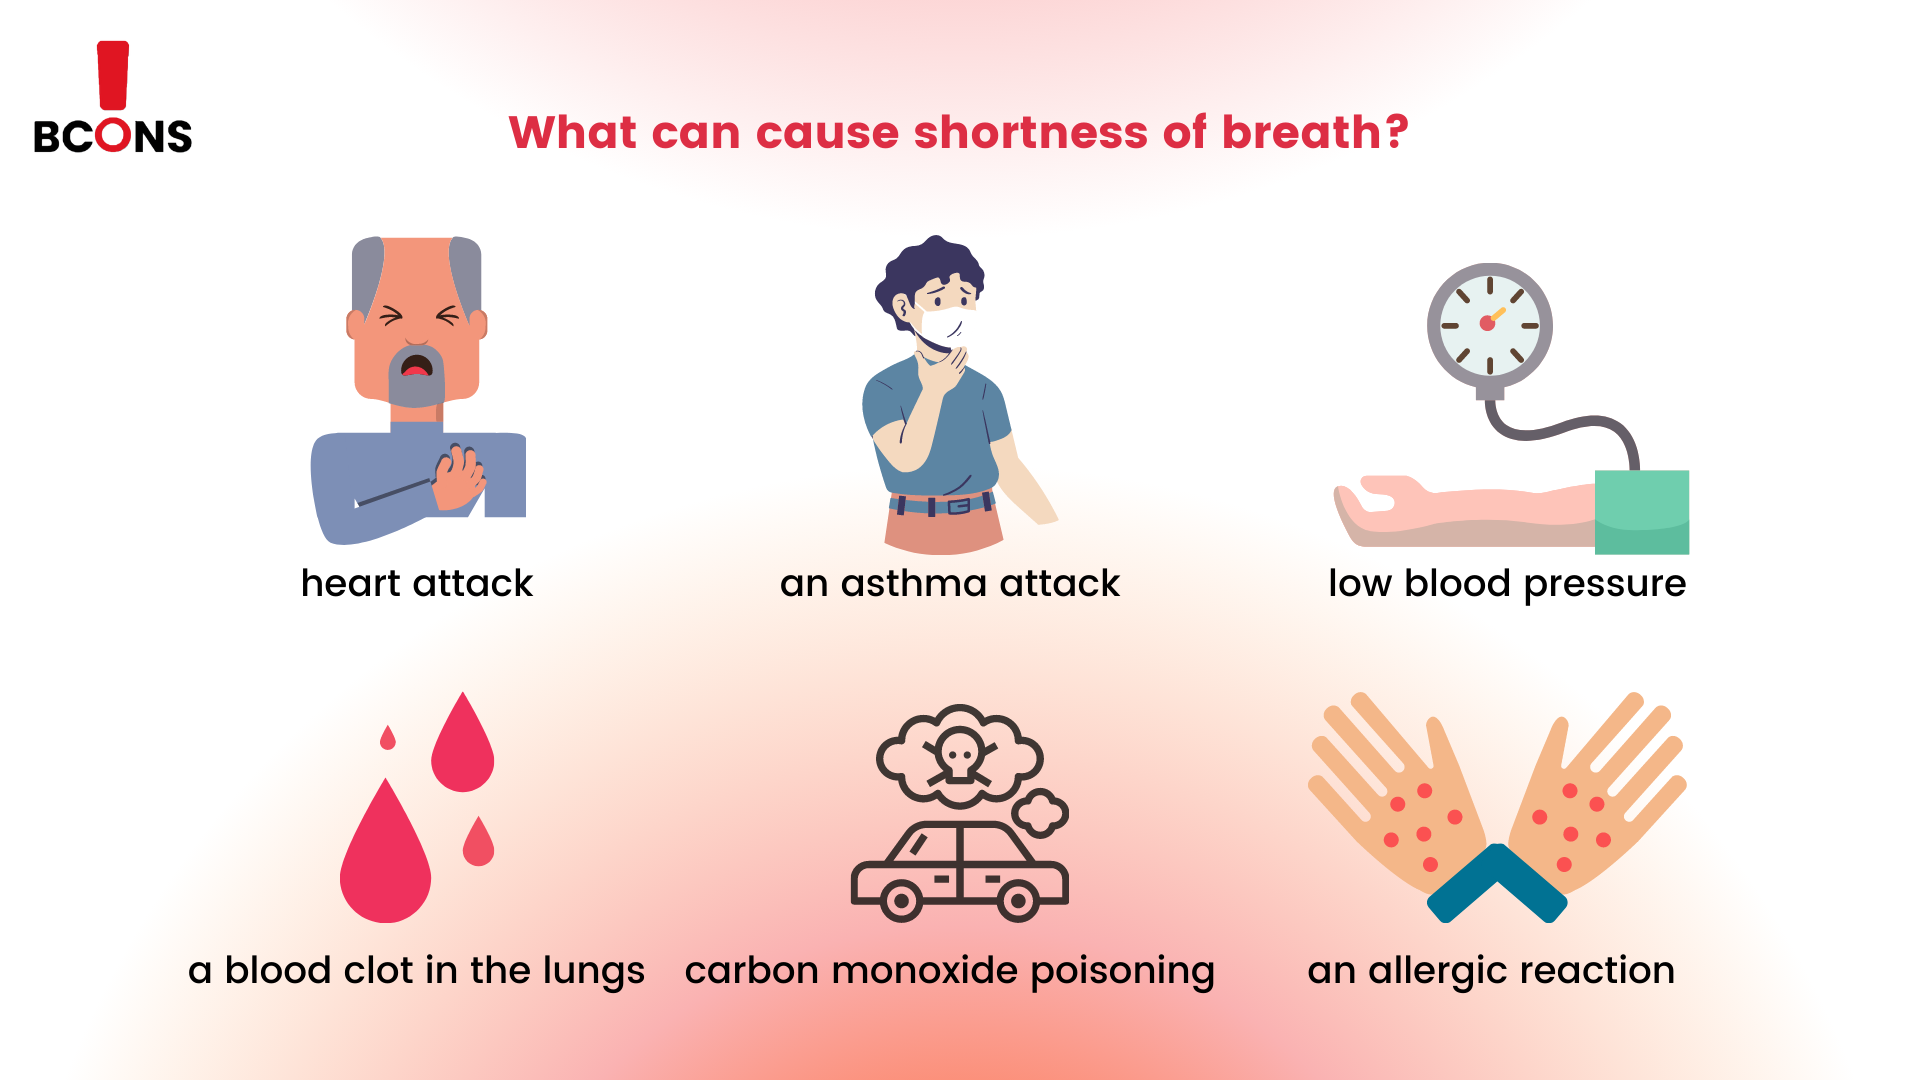 BCONS
What can cause shortness of breath?
heart attack
an asthma attack
low blood pressure
a blood clot in the lungs
carbon monoxide poisoning
an allergic reaction